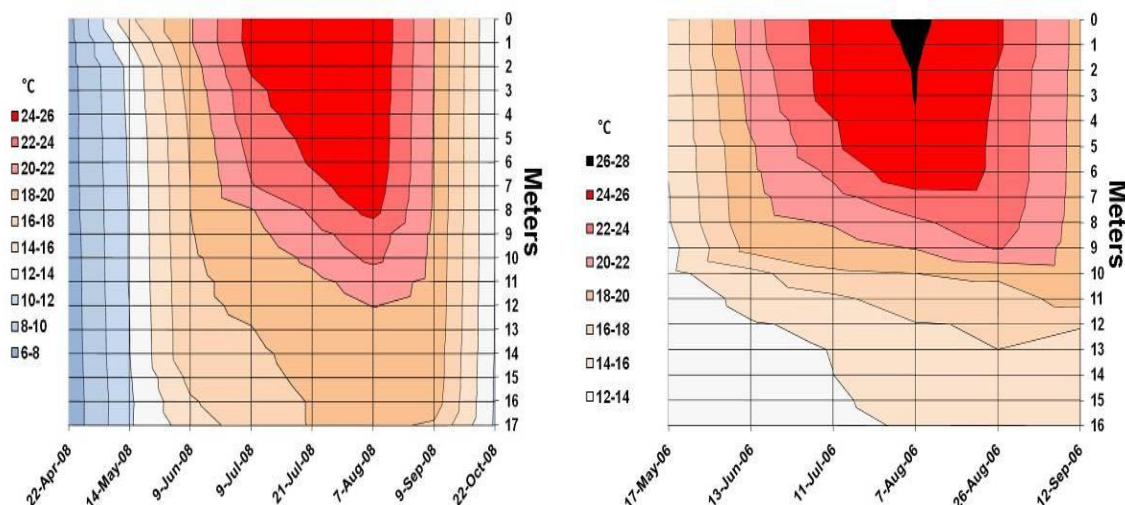 °C
24-26
22-24
20-22
18-20
16-18
14-16
12-14
10-12
8-10
6-8
0
1
2
3
4
5
6
7
8
9
10
11
12
13
14
15
16
17
Meters
22-Apr-08
14-May-08
9-Jun-08
9-Jul-08
21-Jul-08
7-Aug-08
9-Sep-08
22-Oct-08
°C
26-28
24-26
22-24
20-22
18-20
16-18
14-16
12-14
0
1
2
3
4
5
6
7
8
9
10
11
12
13
14
15
16
Meters
17-May-06
13-Jun-06
11-Jul-06
7-Aug-06
26-Aug-06
12-Sep-06